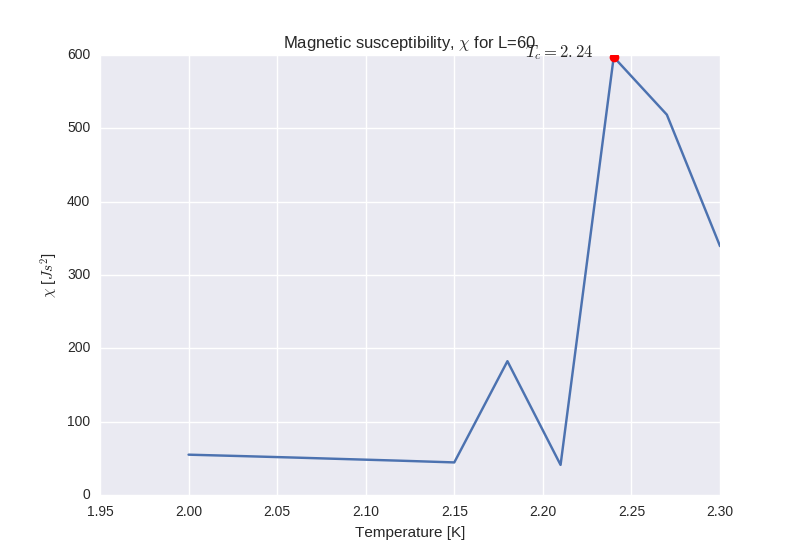 Magnetic susceptibility, χ for L=60
T_c = 2.24
600
500
400
300
200
100
0
χ [Js²]
1.95 2.00 2.05 2.10 2.15 2.20 2.25 2.30
Temperature [K]